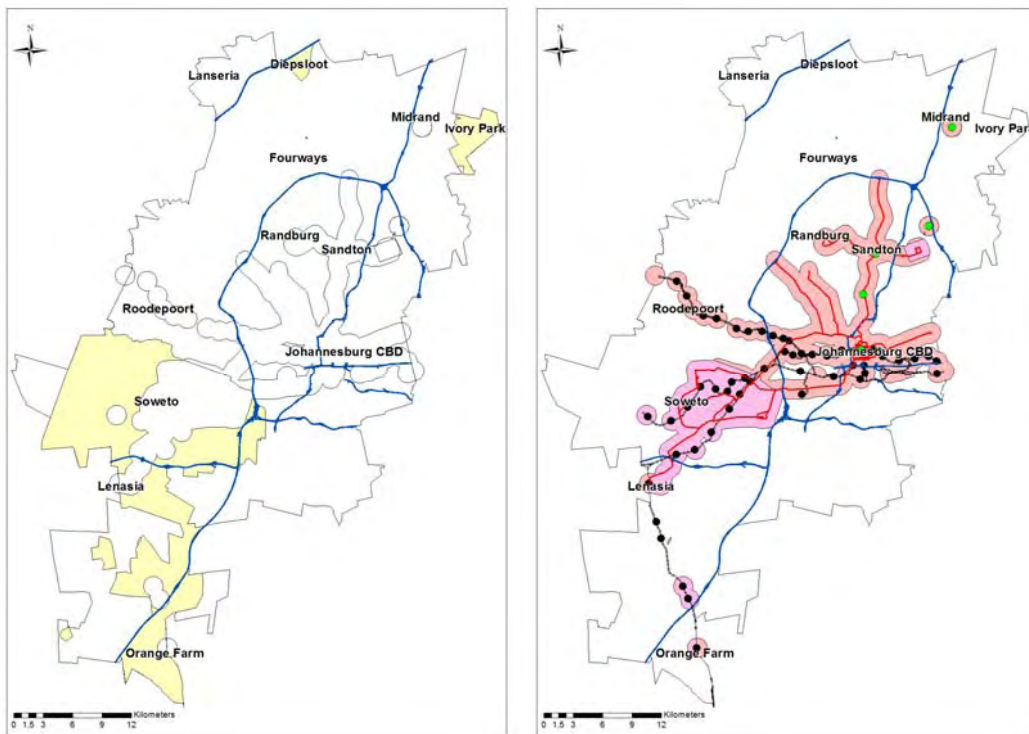 N
Diepsloot
Lanseria
Midrand
Ivory Park
Fourways
Randburg
Sandton
Roodepoort
Johannesburg CBD
Soweto
Lenasia
Orange Farm
Kilometers
0 1.5 3 6 9 12
N
Diepsloot
Lanseria
Midrand
Ivory Park
Fourways
Randburg
Sandton
Roodepoort
Johannesburg CBD
Soweto
Lenasia
Orange Farm
Kilometers
0 1.5 3 6 9 12